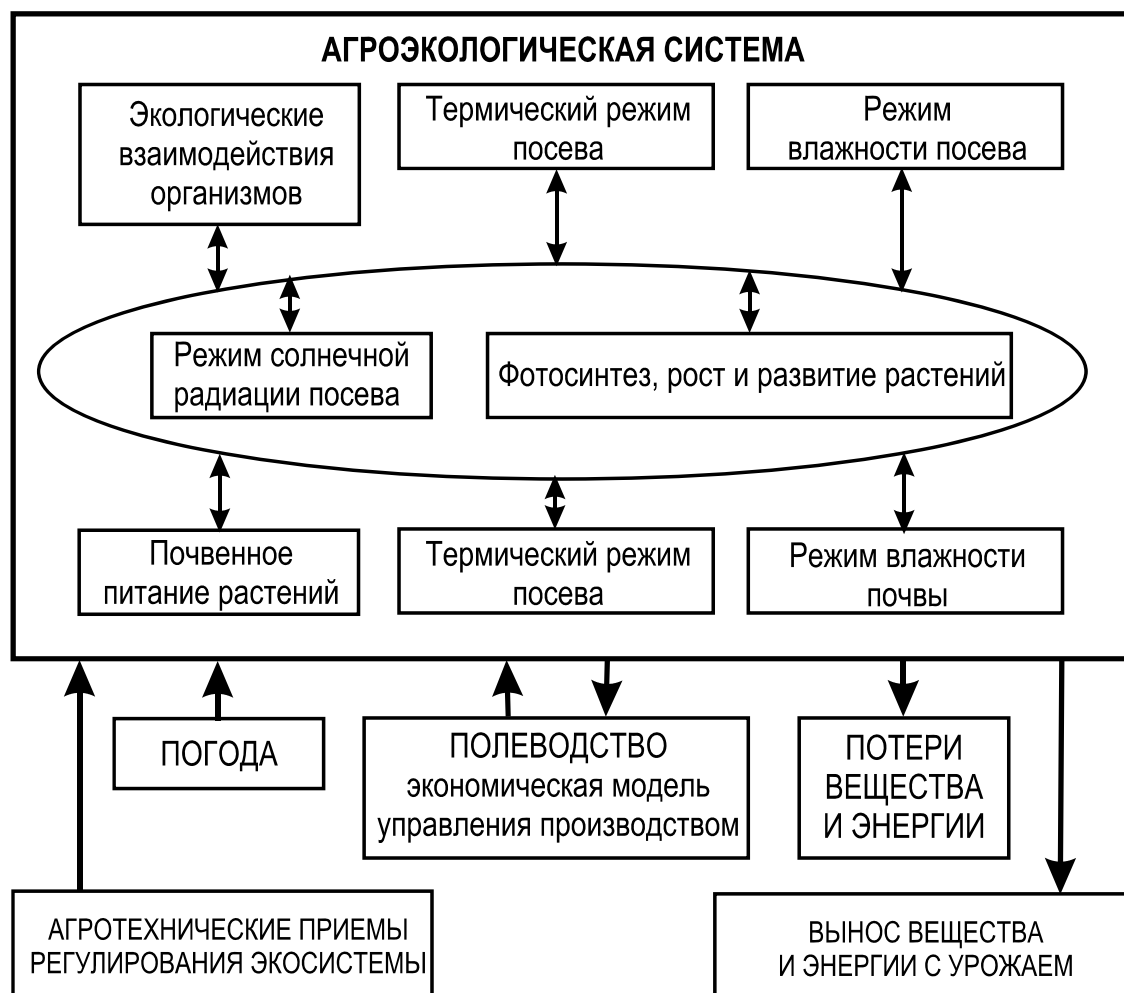 АГРОЭКОЛОГИЧЕСКАЯ СИСТЕМА
Экологические
взаимодействия
организмов
Термический режим
посева
Режим
влажности посева
Режим солнечной
радиации посева
Фотосинтез, рост и развитие растений
Почвенное
питание растений
Термический режим
посева
Режим влажности
почвы
ПОГОДА
ПОЛЕВОДСТВО
экономическая модель
управления производством
ПОТЕРИ
ВЕЩЕСТВА
И ЭНЕРГИИ
АГРОТЕХНИЧЕСКИЕ ПРИЕМЫ
РЕГУЛИРОВАНИЯ ЭКОСИСТЕМЫ
ВЫНОС ВЕЩЕСТВА
И ЭНЕРГИИ С УРОЖАЕМ